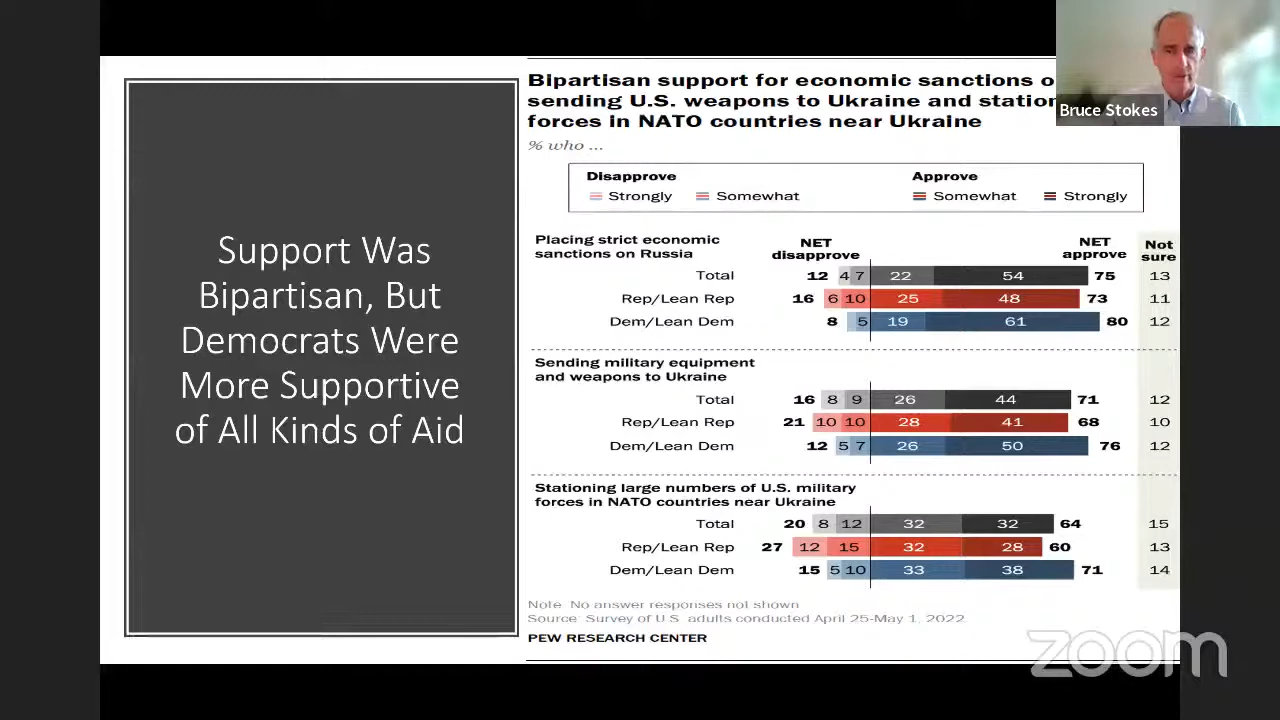 Support Was
Bipartisan, But
Democrats Were
More Supportive
of All Kinds of Aid
Bipartisan support for economic sanctions o
sending U.S. weapons to Ukraine and station
forces in NATO countries near Ukraine
% who ...
Disapprove Approve
Strongly Somewhat Somewhat Strongly
Placing strict economic
sanctions on Russia
NET
disapprove
NET
approve
Not
sure
Total 12 4 7 22 54 75 13
Rep/Lean Rep 16 6 10 25 48 73 11
Dem/Lean Dem 8 5 19 61 80 12
Sending military equipment
and weapons to Ukraine
Total 16 8 9 26 44 71 12
Rep/Lean Rep 21 10 10 28 41 68 10
Dem/Lean Dem 12 5 7 26 50 76 12
Stationing large numbers of U.S. military
forces in NATO countries near Ukraine
Total 20 8 12 32 32 64 15
Rep/Lean Rep 27 12 15 32 28 60 13
Dem/Lean Dem 15 5 10 33 38 71 14
Note: No answer responses not shown
Source: Survey of U.S. adults conducted April 25-May 1, 2022
PEW RESEARCH CENTER
Bruce Stokes
zoom